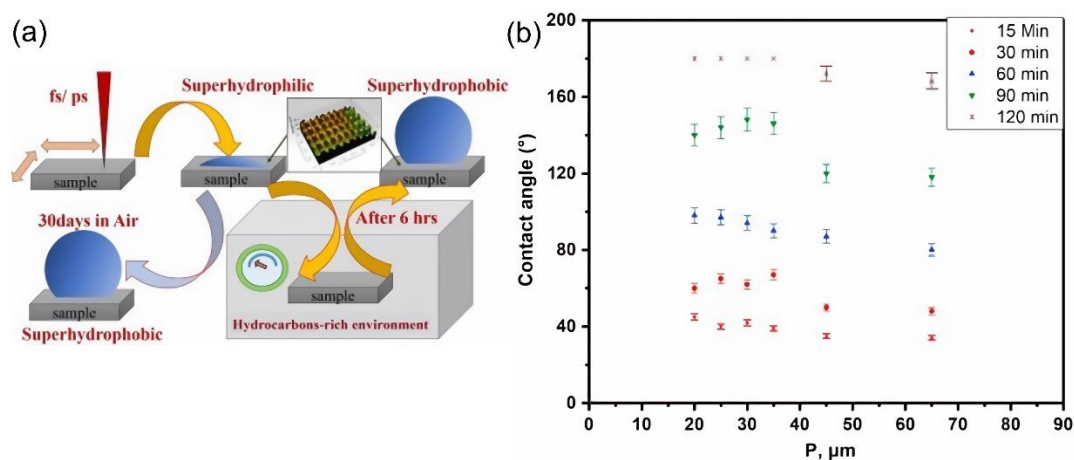 (a)
fs/ ps
sample
Superhydrophilic
sample
Superhydrophobic
sample
30days in Air
sample
Superhydrophobic
After 6 hrs
sample
Hydrocarbons-rich environment
(b)
Contact angle (°)
200
160
120
80
40
0
0 10 20 30 40 50 60 70 80 90
P, µm
15 Min
30 min
60 min
90 min
120 min